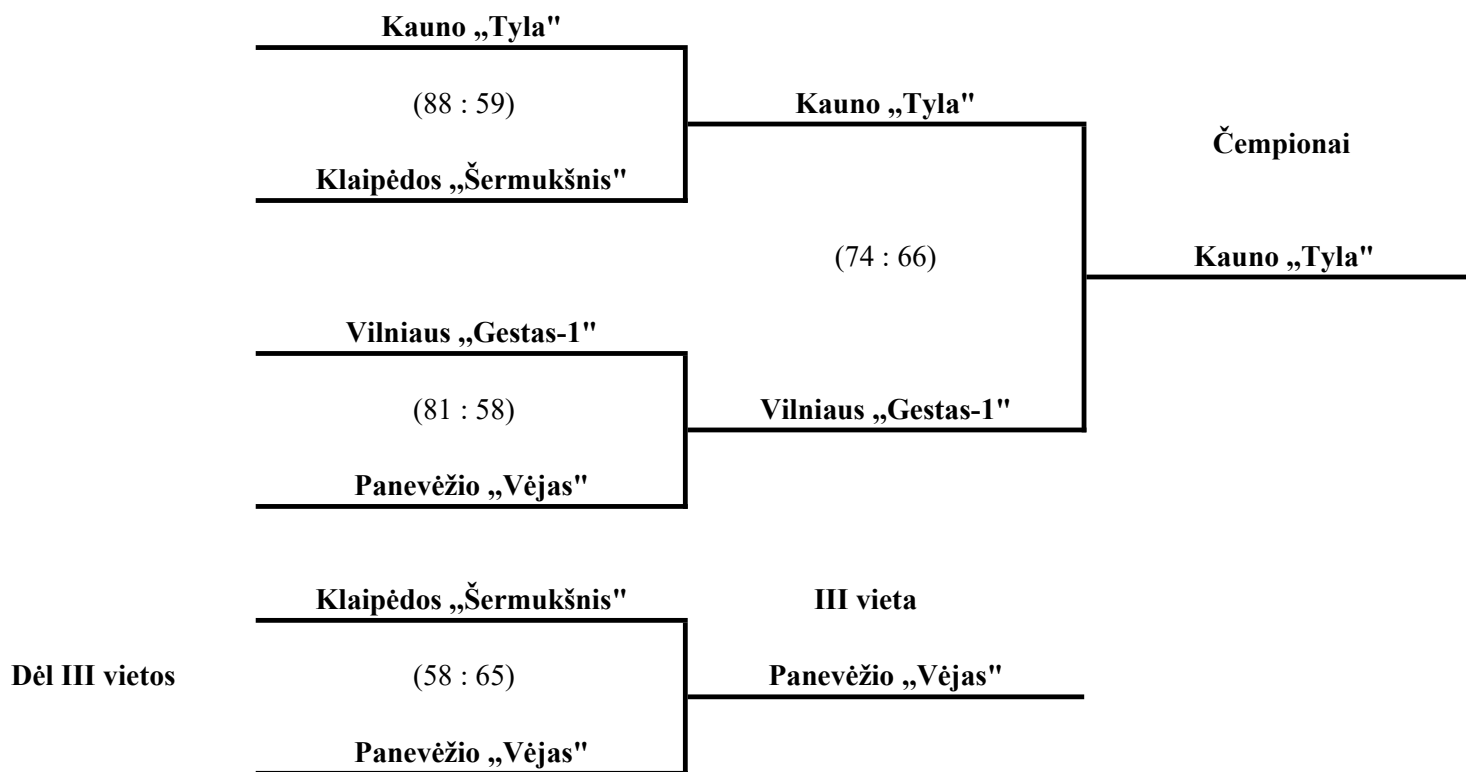 Kauno „Tyla"
(88 : 59)
Kauno „Tyla"
Čempionai
Klaipėdos „Šermukšnis"
(74 : 66)
Kauno „Tyla"
Vilniaus „Gestas-1"
(81 : 58)
Vilniaus „Gestas-1"
Panevėžio „Vėjas"
Klaipėdos „Šermukšnis"
III vieta
Dėl III vietos
(58 : 65)
Panevėžio „Vėjas"
Panevėžio „Vėjas"